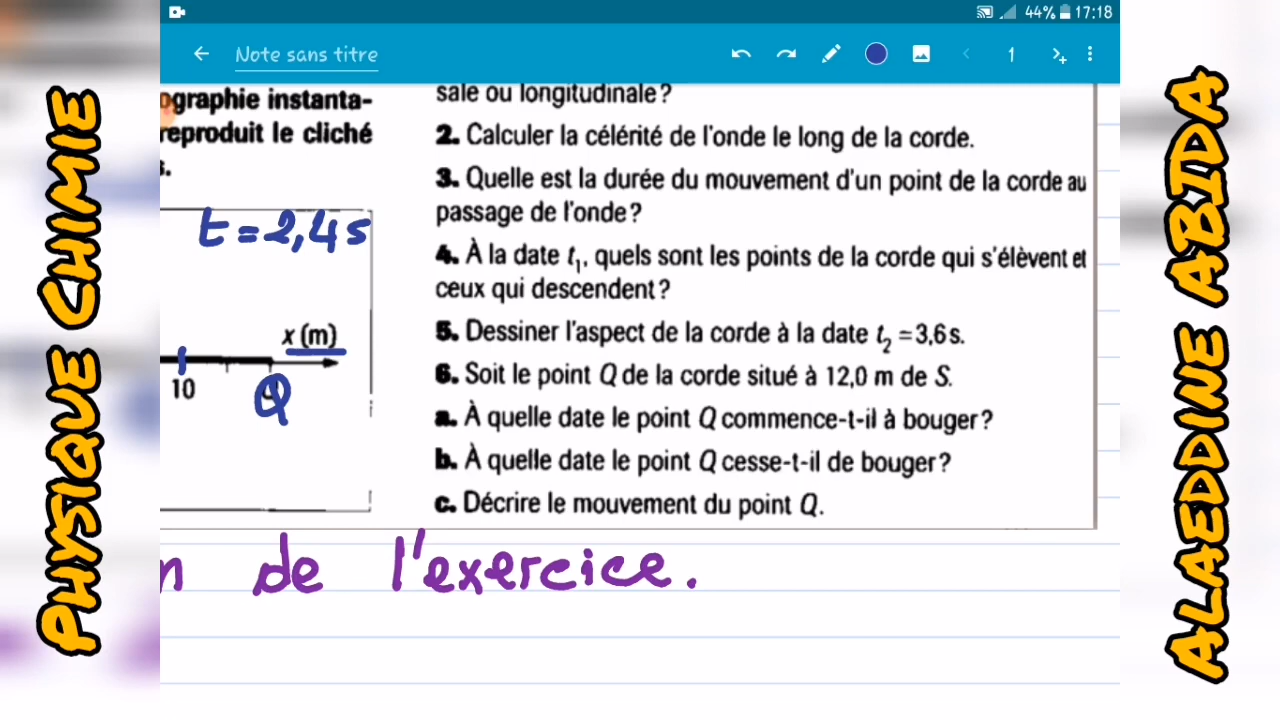 PHYSIQUE CHIMIE
44% 17:18
Note sans titre
1
ographie instanta-
reproduit le cliché
s.
t = 2,4 s
x (m)
10
Q
sale ou longitudinale ?
2. Calculer la célérité de l'onde le long de la corde.
3. Quelle est la durée du mouvement d'un point de la corde au
passage de l'onde ?
4. À la date t₁, quels sont les points de la corde qui s'élèvent et
ceux qui descendent ?
5. Dessiner l'aspect de la corde à la date t₂ = 3,6 s.
6. Soit le point Q de la corde situé à 12,0 m de S.
a. À quelle date le point Q commence-t-il à bouger ?
b. À quelle date le point Q cesse-t-il de bouger ?
c. Décrire le mouvement du point Q.
n de l'exercice.
ALAEDDINE ABIDA